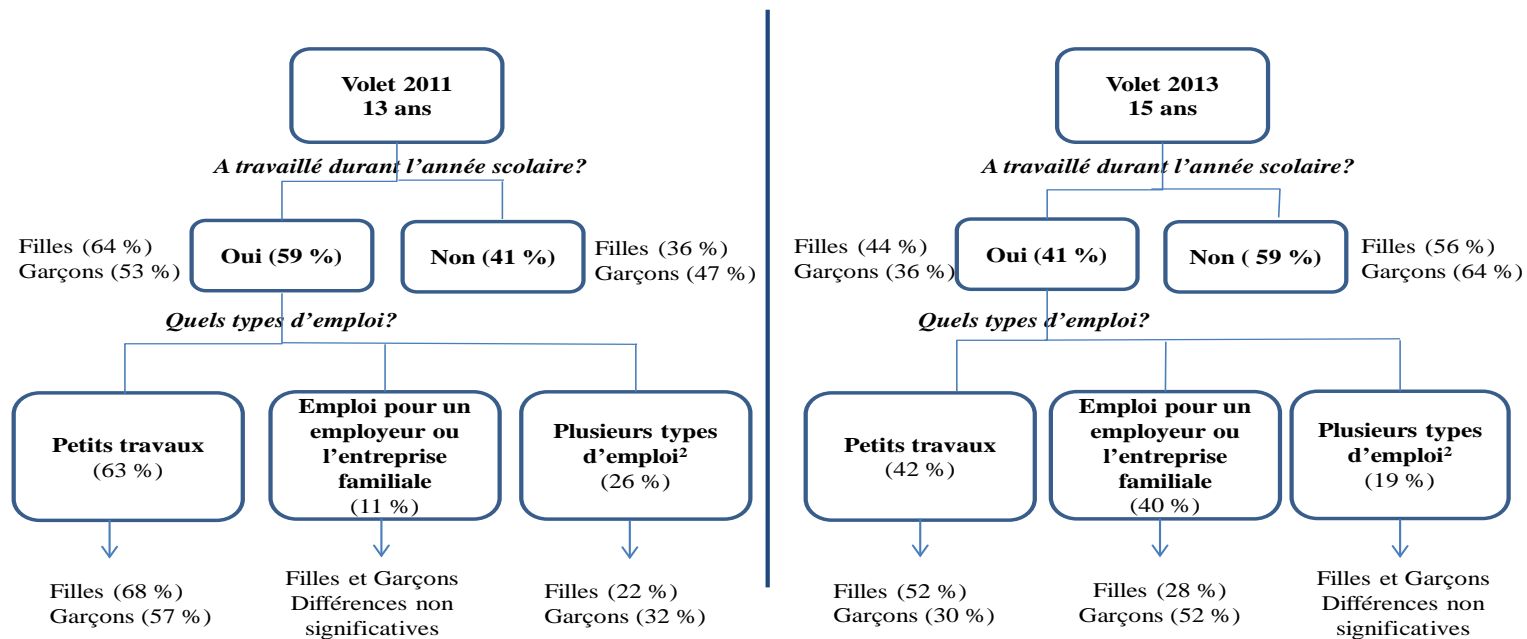 Volet 2011
13 ans
A travaillé durant l’année scolaire?
Filles (64 %)
Garçons (53 %)
Oui (59 %)
Non (41 %)
Filles (36 %)
Garçons (47 %)
Quels types d’emploi?
Petits travaux
(63 %)
Emploi pour un
employeur ou
l’entreprise
familiale
(11 %)
Plusieurs types
d’emploi²
(26 %)
Filles (68 %)
Garçons (57 %)
Filles et Garçons
Différences non
significatives
Filles (22 %)
Garçons (32 %)
Volet 2013
15 ans
A travaillé durant l’année scolaire?
Filles (44 %)
Garçons (36 %)
Oui (41 %)
Non ( 59 %)
Filles (56 %)
Garçons (64 %)
Quels types d’emploi?
Petits travaux
(42 %)
Emploi pour un
employeur ou
l’entreprise
familiale
(40 %)
Plusieurs types
d’emploi²
(19 %)
Filles (52 %)
Garçons (30 %)
Filles (28 %)
Garçons (52 %)
Filles et Garçons
Différences non
significatives